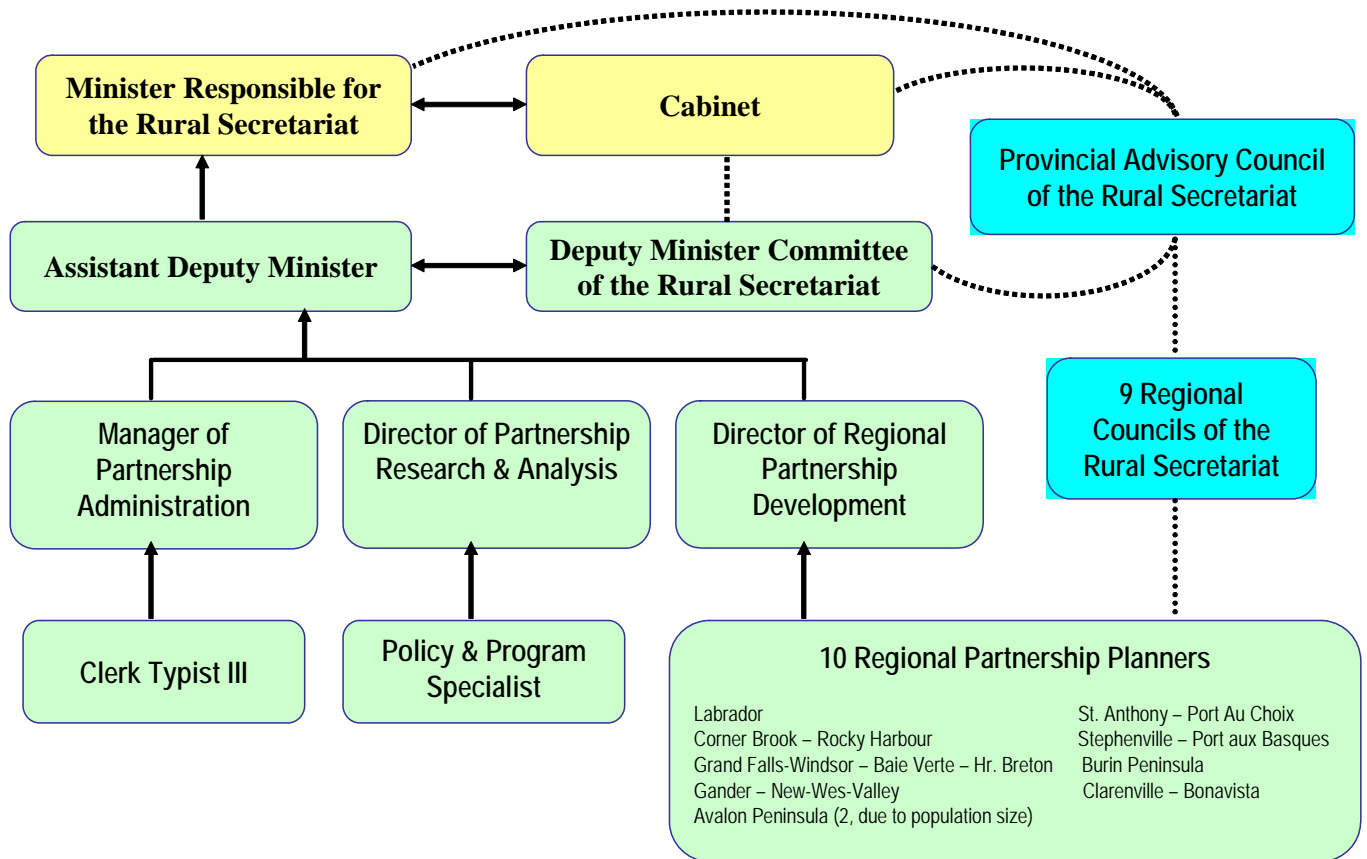 Minister Responsible for
the Rural Secretariat
Cabinet
Provincial Advisory Council
of the Rural Secretariat
Assistant Deputy Minister
Deputy Minister Committee
of the Rural Secretariat
9 Regional
Councils of the
Rural Secretariat
Manager of
Partnership
Administration
Director of Partnership
Research & Analysis
Director of Regional
Partnership
Development
Clerk Typist III
Policy & Program
Specialist
10 Regional Partnership Planners
Labrador
Corner Brook – Rocky Harbour
Grand Falls-Windsor – Baie Verte – Hr. Breton
Gander – New-Wes-Valley
Avalon Peninsula (2, due to population size)
St. Anthony – Port Au Choix
Stephenville – Port aux Basques
Burin Peninsula
Clarenville – Bonavista